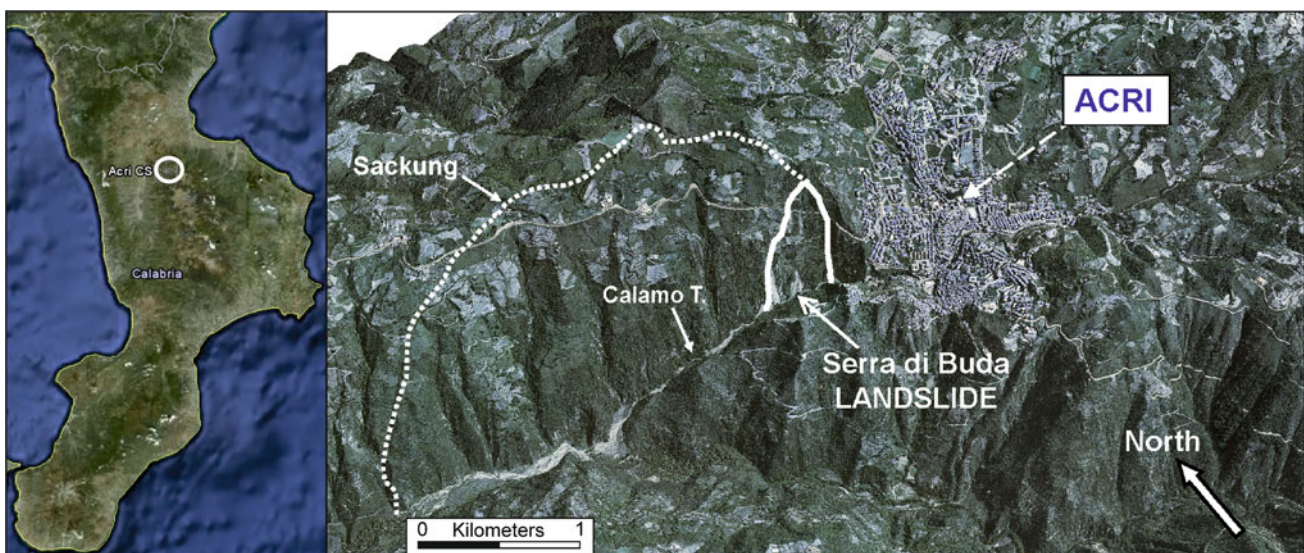 Acri CS
Calabria
ACRI
Sackung
Calamo T.
Serra di Buda
LANDSLIDE
North
0 Kilometers 1